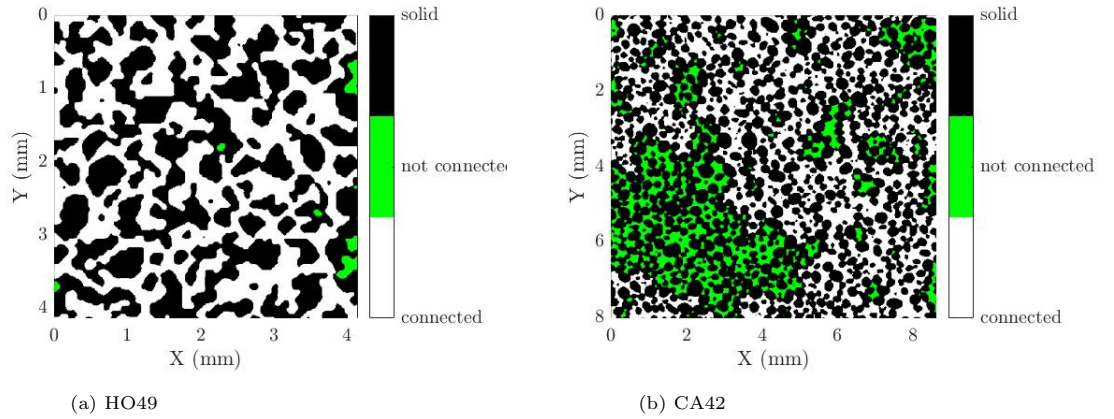 0
1
2
3
4
Y (mm)
0 1 2 3 4
X (mm)
solid
not connected
connected
(a) HO49
0
2
4
6
8
Y (mm)
0 2 4 6 8
X (mm)
solid
not connected
connected
(b) CA42